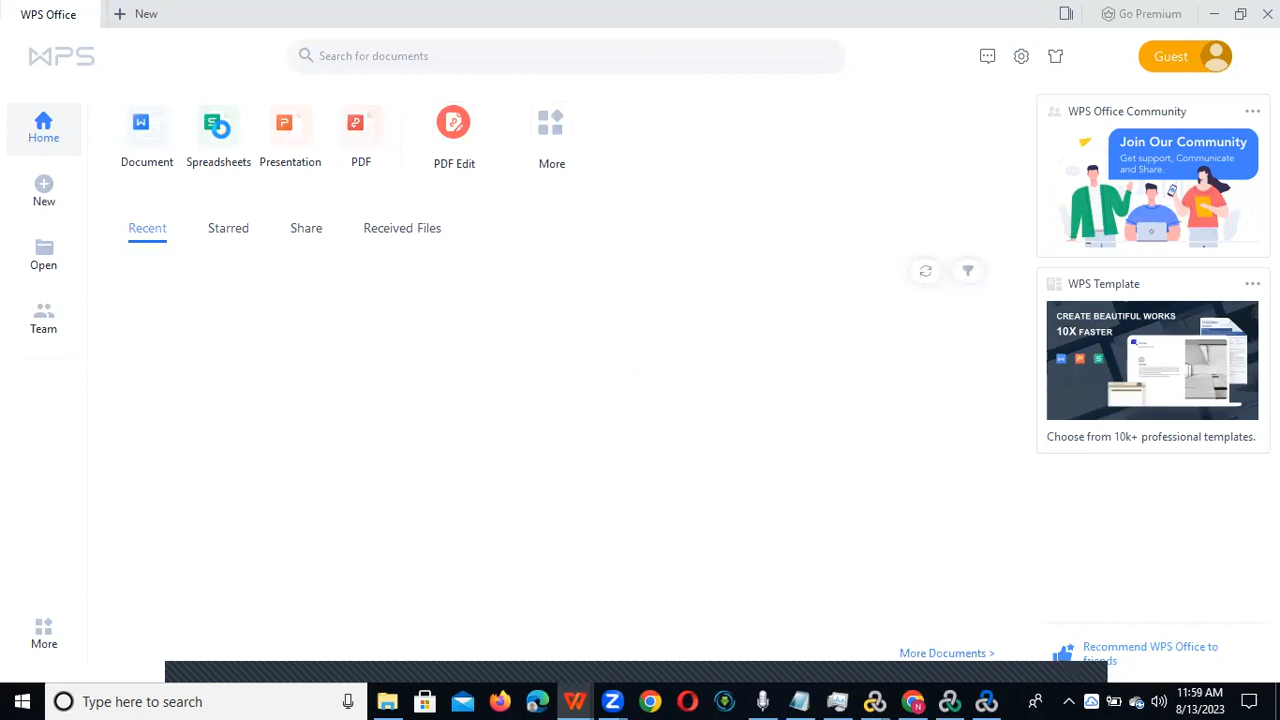 WPS Office
New
Go Premium
WPS
Search for documents
Guest
Home
New
Open
Team
More
Document
Spreadsheets
Presentation
PDF
PDF Edit
More
Recent
Starred
Share
Received Files
More Documents >
WPS Office Community
Join Our Community
Get support, Communicate
and Share.
WPS Template
CREATE BEAUTIFUL WORKS
10X FASTER
Choose from 10k+ professional templates.
Recommend WPS Office to
friends
Type here to search
11:59 AM
8/13/2023